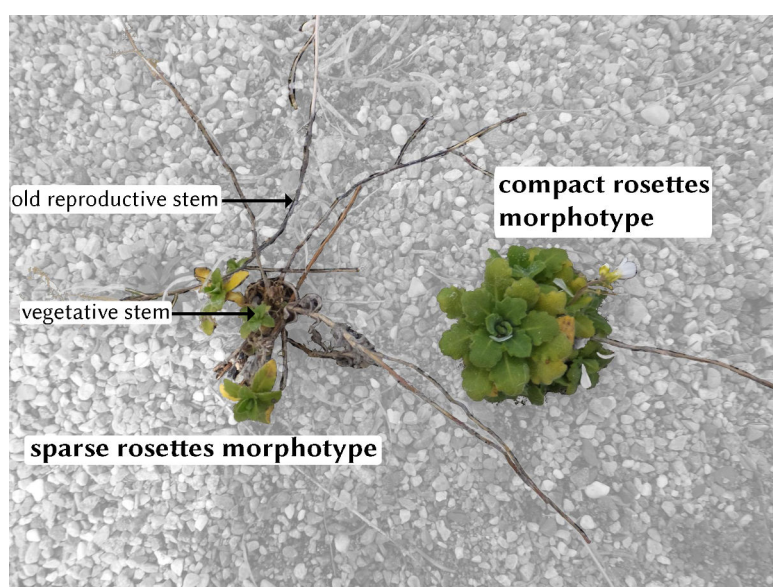 old reproductive stem
compact rosettes
morphotype
vegetative stem
sparse rosettes morphotype